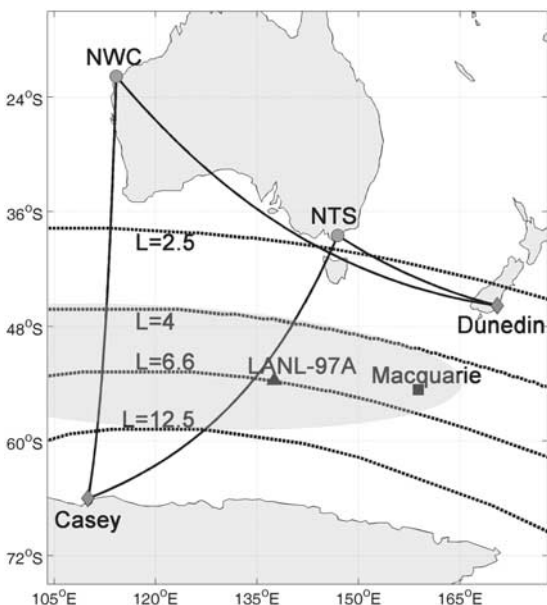 NWC
24°S
36°S
NTS
L=2.5
Dunedin
48°S
L=4
L=6.6
LANL-97A
Macquarie
L=12.5
60°S
Casey
72°S
105°E
120°E
135°E
150°E
165°E